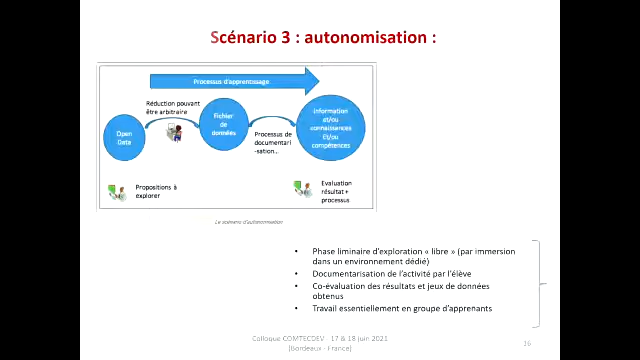 Scénario 3 : autonomisation :
Processus d'apprentissage
Réduction pouvant
être arbitraire
Open
Data
Fichier
de
données
Processus de
documentari
-sation...
Information
et/ou
connaissances
Et/ou
compétences
Propositions à
explorer
Evaluation
résultat +
processus
Le scénario d'autonomisation
• Phase liminaire d'exploration « libre » (par immersion
dans un environnement dédié)
• Documentarisation de l'activité par l'élève
• Co-évaluation des résultats et jeux de données
obtenus
• Travail essentiellement en groupe d'apprenants
Colloque COMTECDEV 17 & 18 juin 2021
(Bordeaux - France)
26